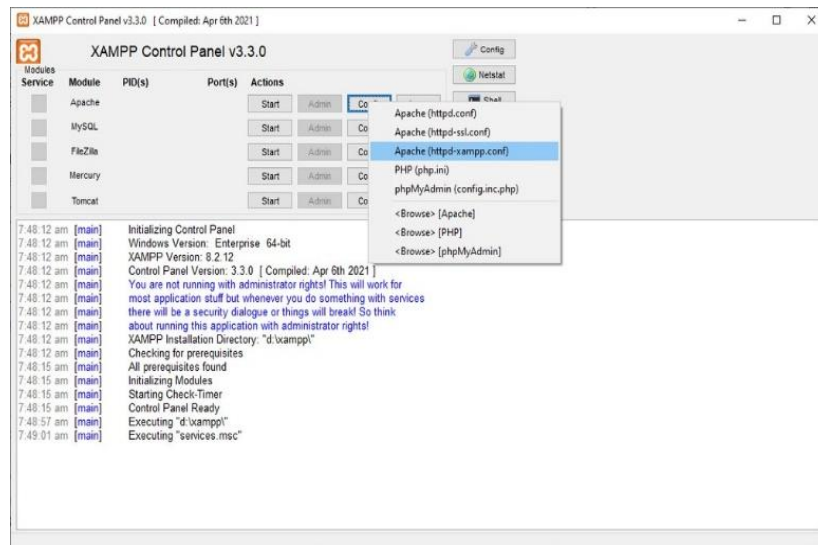 XAMPP Control Panel v3.3.0 [ Compiled: Apr 6th 2021 ]
XAMPP Control Panel v3.3.0
Config
Netstat
Shell
Modules
Service Module PID(s) Port(s) Actions
Apache Start Admin
MySQL Start Admin Co
FileZilla Start Admin Co
Mercury Start Admin Co
Tomcat Start Admin Co
Apache (httpd.conf)
Apache (httpd-ssl.conf)
Apache (httpd-xampp.conf)
PHP (php.ini)
phpMyAdmin (config.inc.php)
<Browse> [Apache]
<Browse> [PHP]
<Browse> [phpMyAdmin]
7:48:12 am [main] Initializing Control Panel
7:48:12 am [main] Windows Version: Enterprise 64-bit
7:48:12 am [main] XAMPP Version: 8.2.12
7:48:12 am [main] Control Panel Version: 3.3.0 [ Compiled: Apr 6th 2021 ]
7:48:12 am [main] You are not running with administrator rights! This will work for
7:48:12 am [main] most application stuff but whenever you do something with services
7:48:12 am [main] there will be a security dialogue or things will break! So think
7:48:12 am [main] about running this application with administrator rights!
7:48:12 am [main] XAMPP Installation Directory: "d:\xampp\"
7:48:12 am [main] Checking for prerequisites
7:48:15 am [main] All prerequisites found
7:48:15 am [main] Initializing Modules
7:48:15 am [main] Starting Check-Timer
7:48:15 am [main] Control Panel Ready
7:48:57 am [main] Executing "d:\xampp\"
7:49:01 am [main] Executing "services.msc"